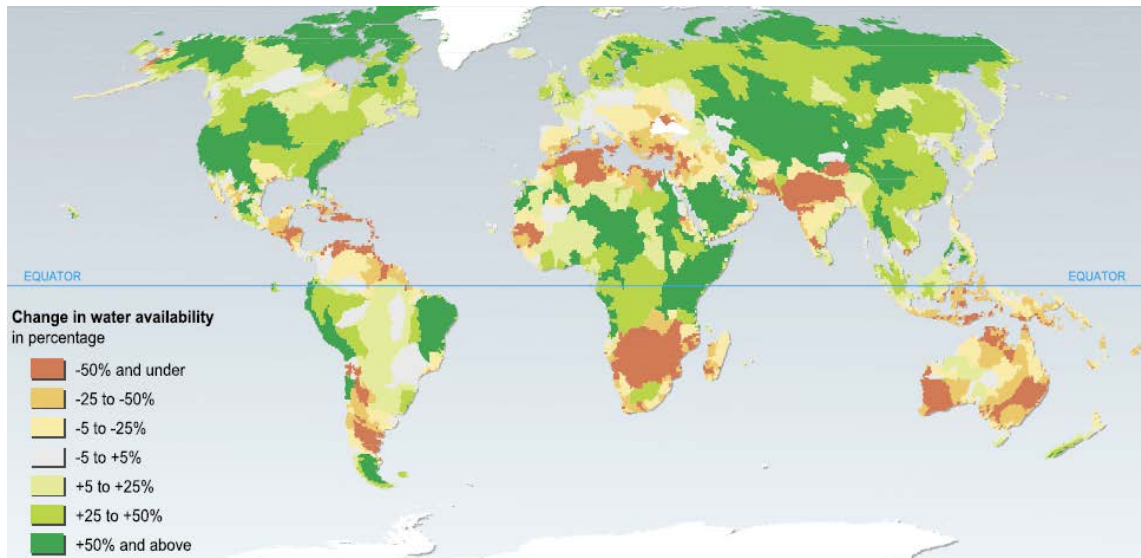 EQUATOR
EQUATOR
Change in water availability
in percentage
-50% and under
-25 to -50%
-5 to -25%
-5 to +5%
+5 to +25%
+25 to +50%
+50% and above